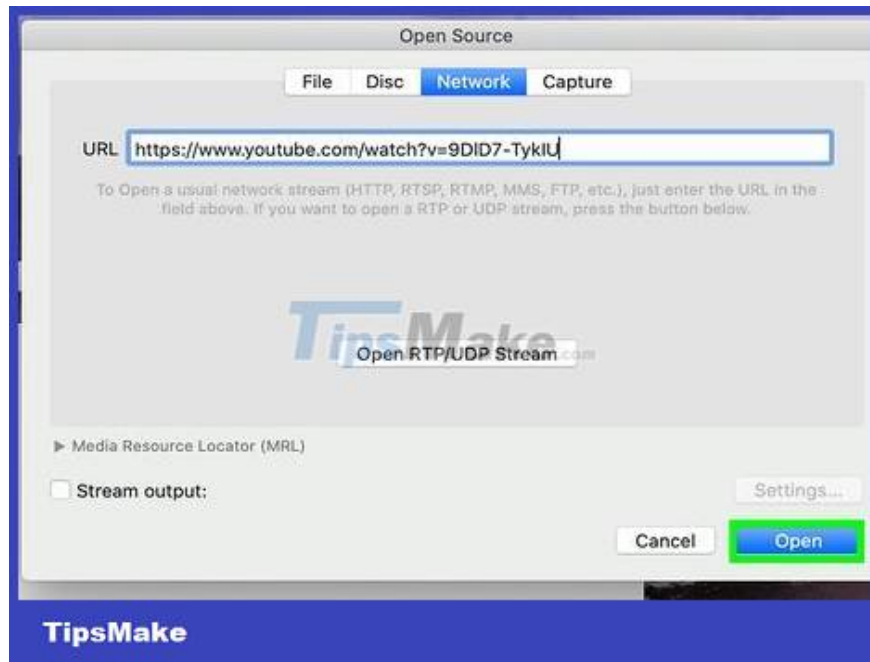 Open Source
File Disc Network Capture
URL https://www.youtube.com/watch?v=9DlD7-TyklU
To Open a usual network stream (HTTP, RTSP, RTMP, MMS, FTP, etc.), just enter the URL in the
field above. If you want to open a RTP or UDP stream, press the button below.
TipsMake.com
Open RTP/UDP Stream
Media Resource Locator (MRL)
Stream output:
Settings...
Cancel Open
TipsMake